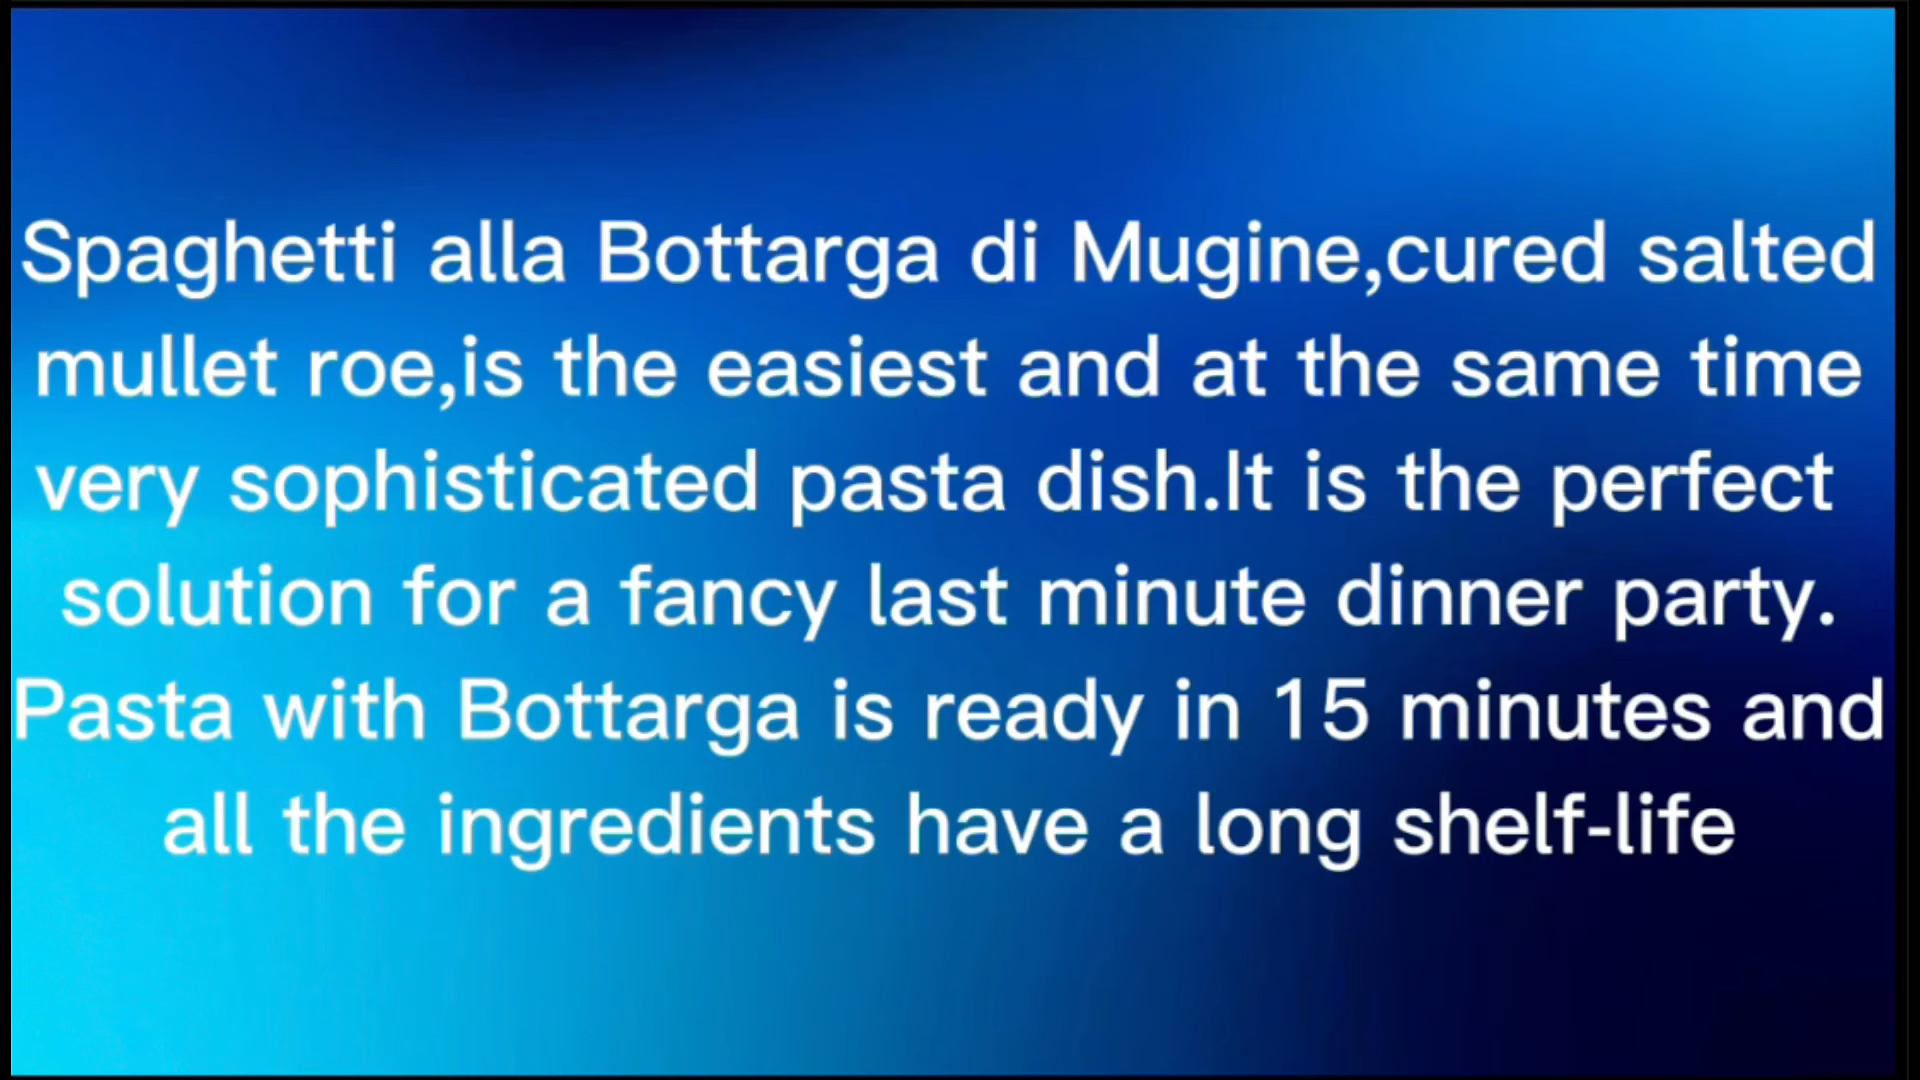 Spaghetti alla Bottarga di Mugine,cured salted
mullet roe,is the easiest and at the same time
very sophisticated pasta dish.It is the perfect
solution for a fancy last minute dinner party.
Pasta with Bottarga is ready in 15 minutes and
all the ingredients have a long shelf-life